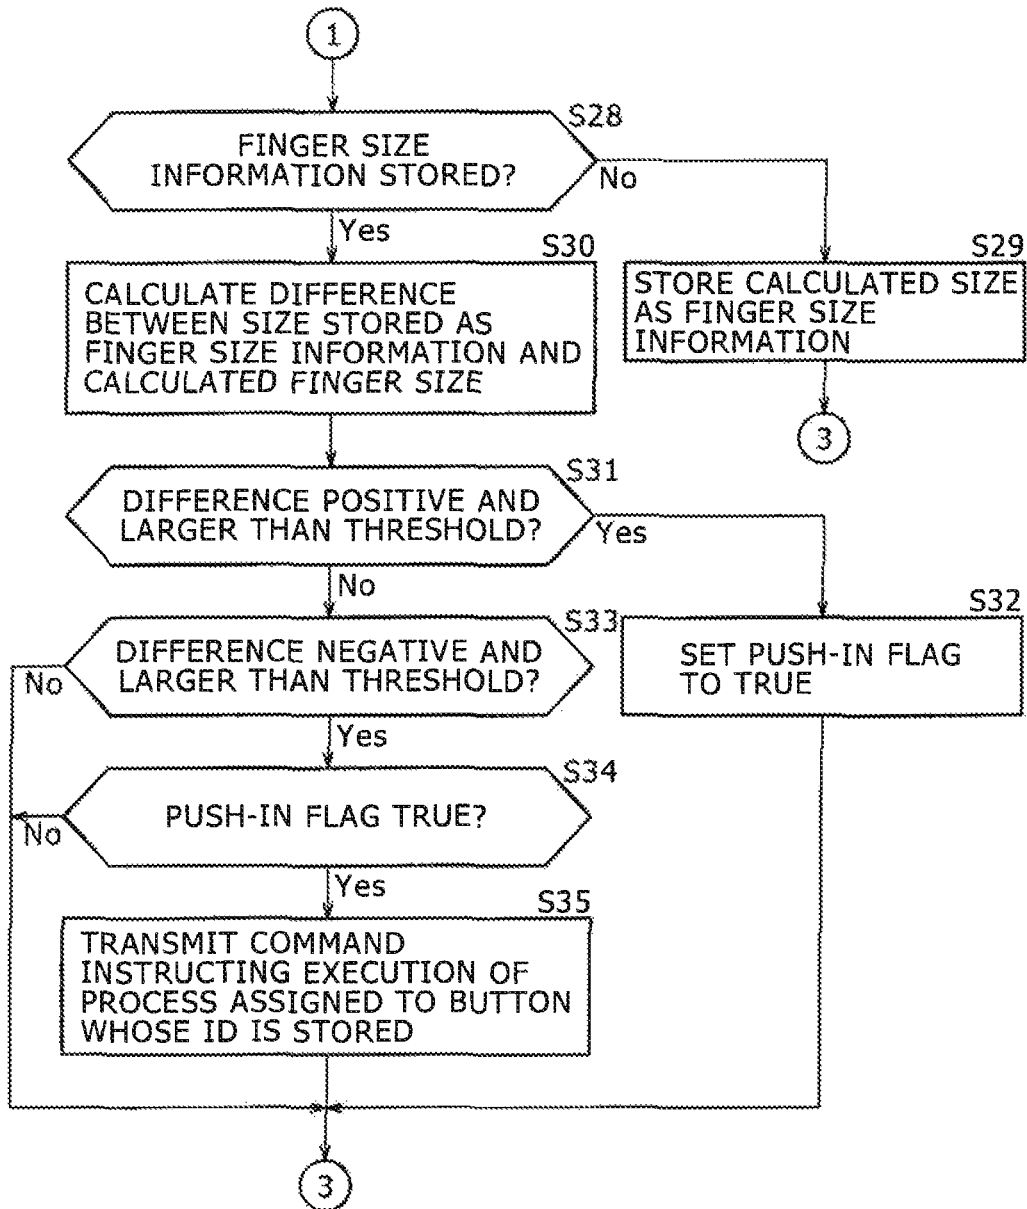 1
S28
FINGER SIZE
INFORMATION STORED?
No
Yes
S30
CALCULATE DIFFERENCE
BETWEEN SIZE STORED AS
FINGER SIZE INFORMATION AND
CALCULATED FINGER SIZE
S29
STORE CALCULATED SIZE
AS FINGER SIZE
INFORMATION
3
S31
DIFFERENCE POSITIVE AND
LARGER THAN THRESHOLD?
Yes
No
S32
SET PUSH-IN FLAG
TO TRUE
S33
DIFFERENCE NEGATIVE AND
LARGER THAN THRESHOLD?
No
Yes
S34
PUSH-IN FLAG TRUE?
No
Yes
S35
TRANSMIT COMMAND
INSTRUCTING EXECUTION OF
PROCESS ASSIGNED TO BUTTON
WHOSE ID IS STORED
3